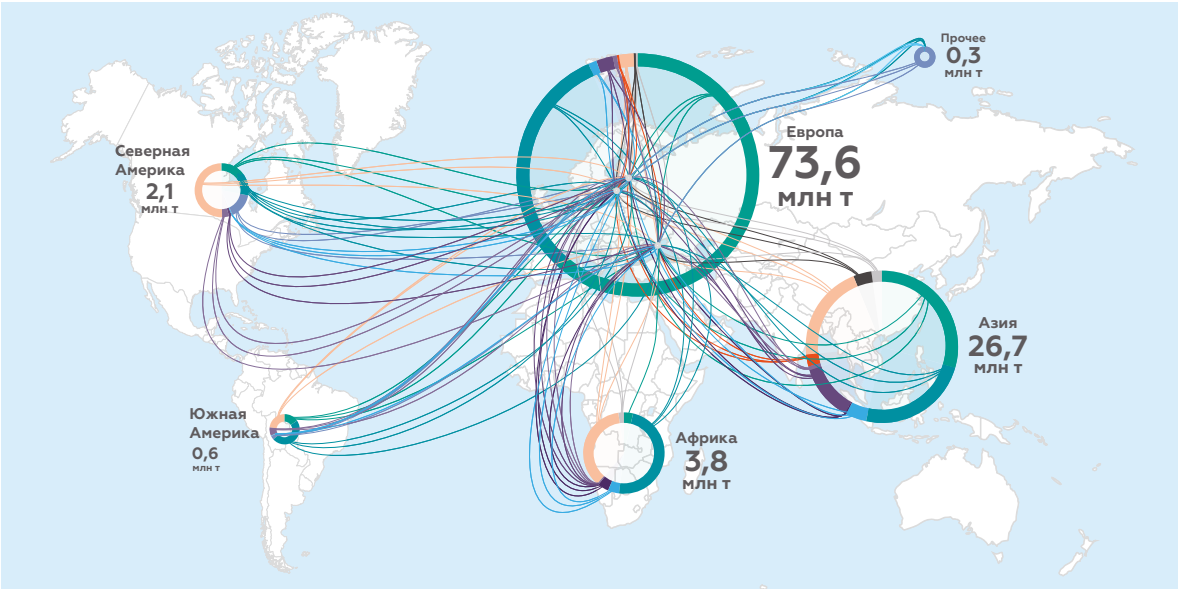 Прочее
0,3
млн т
Европа
73,6
млн т
Северная
Америка
2,1
млн т
Азия
26,7
млн т
Южная
Америка
0,6
млн т
Африка
3,8
млн т